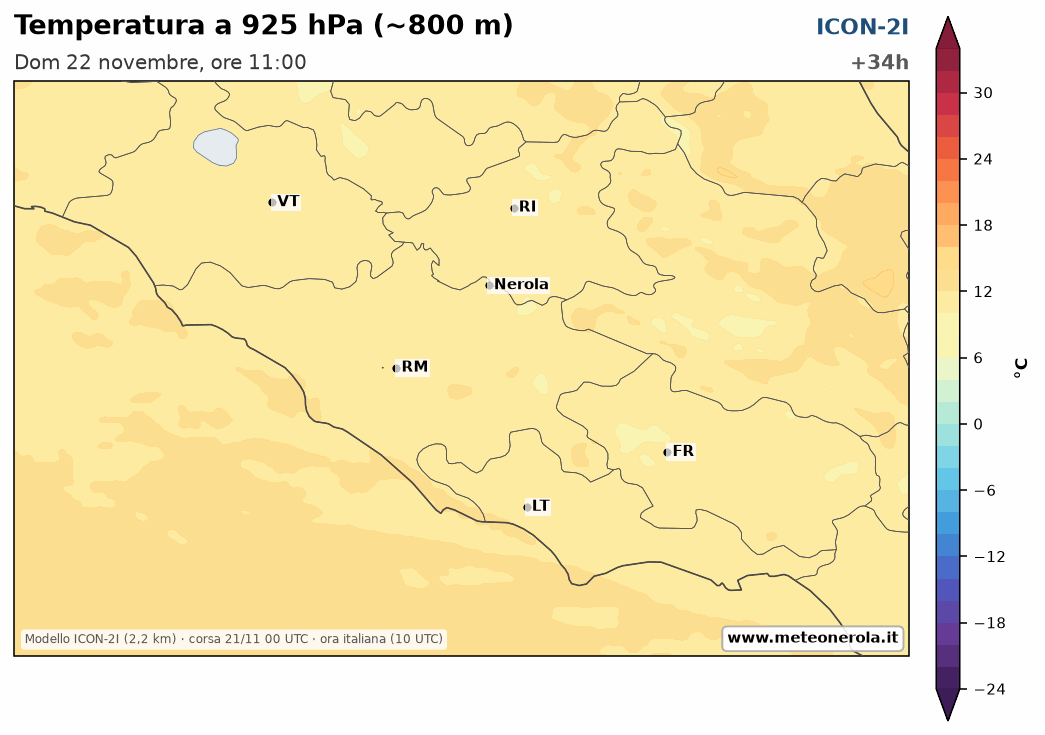 Temperatura a 925 hPa (~800 m)
ICON-2I
Dom 22 novembre, ore 11:00
+34h
VT
RI
Nerola
RM
FR
LT
Modello ICON-2I (2,2 km) · corsa 21/11 00 UTC · ora italiana (10 UTC)
www.meteonerola.it
30
24
18
12
6
0
−6
−12
−18
−24
°C